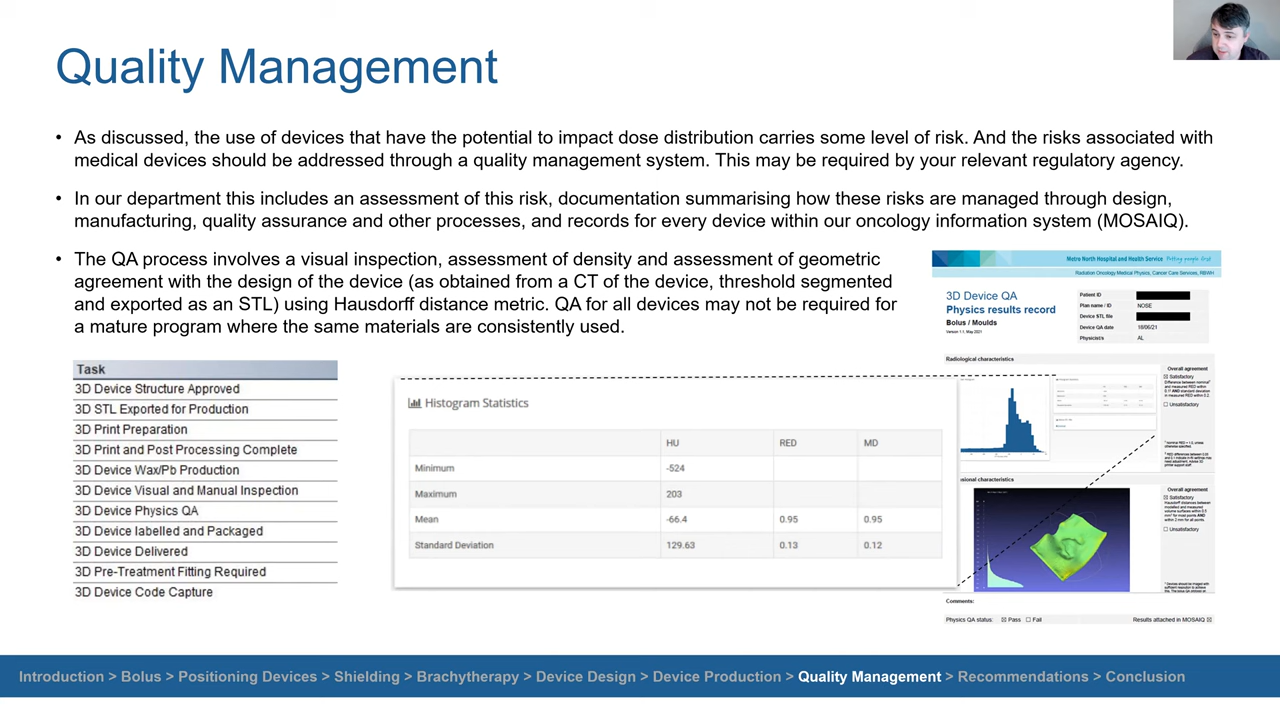 Quality Management
• As discussed, the use of devices that have the potential to impact dose distribution carries some level of risk. And the risks associated with
medical devices should be addressed through a quality management system. This may be required by your relevant regulatory agency.
• In our department this includes an assessment of this risk, documentation summarising how these risks are managed through design,
manufacturing, quality assurance and other processes, and records for every device within our oncology information system (MOSAIQ).
• The QA process involves a visual inspection, assessment of density and assessment of geometric
agreement with the design of the device (as obtained from a CT of the device, threshold segmented
and exported as an STL) using Hausdorff distance metric. QA for all devices may not be required for
a mature program where the same materials are consistently used.
Task
3D Device Structure Approved
3D STL Exported for Production
3D Print Preparation
3D Print and Post Processing Complete
3D Device Wax/Pb Production
3D Device Visual and Manual Inspection
3D Device Physics QA
3D Device labelled and Packaged
3D Device Delivered
3D Pre-Treatment Fitting Required
3D Device Code Capture
Histogram Statistics
HU RED MD
Minimum -524
Maximum 203
Mean -66.4 0.95 0.95
Standard Deviation 129.63 0.13 0.12
Metro North Hospital and Health Service Putting people first
Radiation Oncology Medical Physics, Cancer Care Services, RBWH
3D Device QA
Physics results record
Bolus / Moulds
Version 1.1, May 2021
Patient ID
Plan name / ID NOSE
Device STL file
Device QA date 16/06/21
Physicist/s AL
Radiological characteristics
Overall agreement
Satisfactory
Unsatisfactory
sional characteristics
Overall agreement
Satisfactory
Unsatisfactory
Comments:
Physics QA status: ☒ Pass ☐ Fail Results attached in MOSAIQ ☒
Introduction > Bolus > Positioning Devices > Shielding > Brachytherapy > Device Design > Device Production > Quality Management > Recommendations > Conclusion